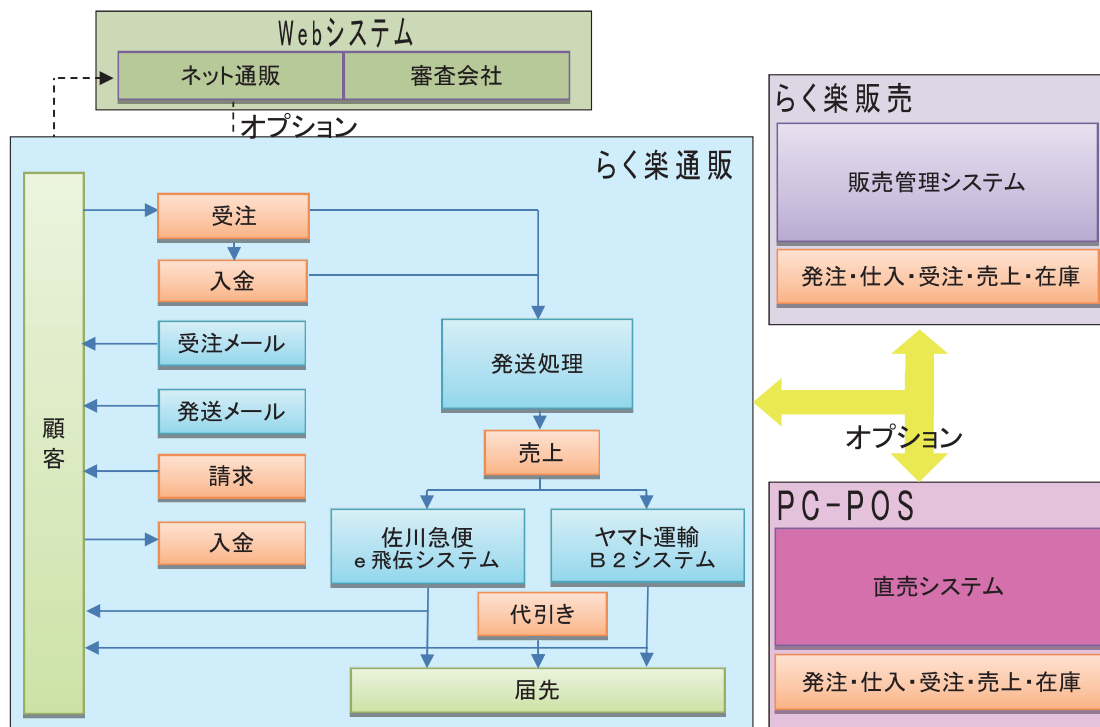 Webシステム
ネット通販
審査会社
オプション
らく楽通販
顧客
受注
入金
受注メール
発送メール
請求
入金
発送処理
売上
佐川急便
e飛伝システム
ヤマト運輸
B2システム
代引き
届先
らく楽販売
販売管理システム
発注・仕入・受注・売上・在庫
オプション
PC-POS
直売システム
発注・仕入・受注・売上・在庫